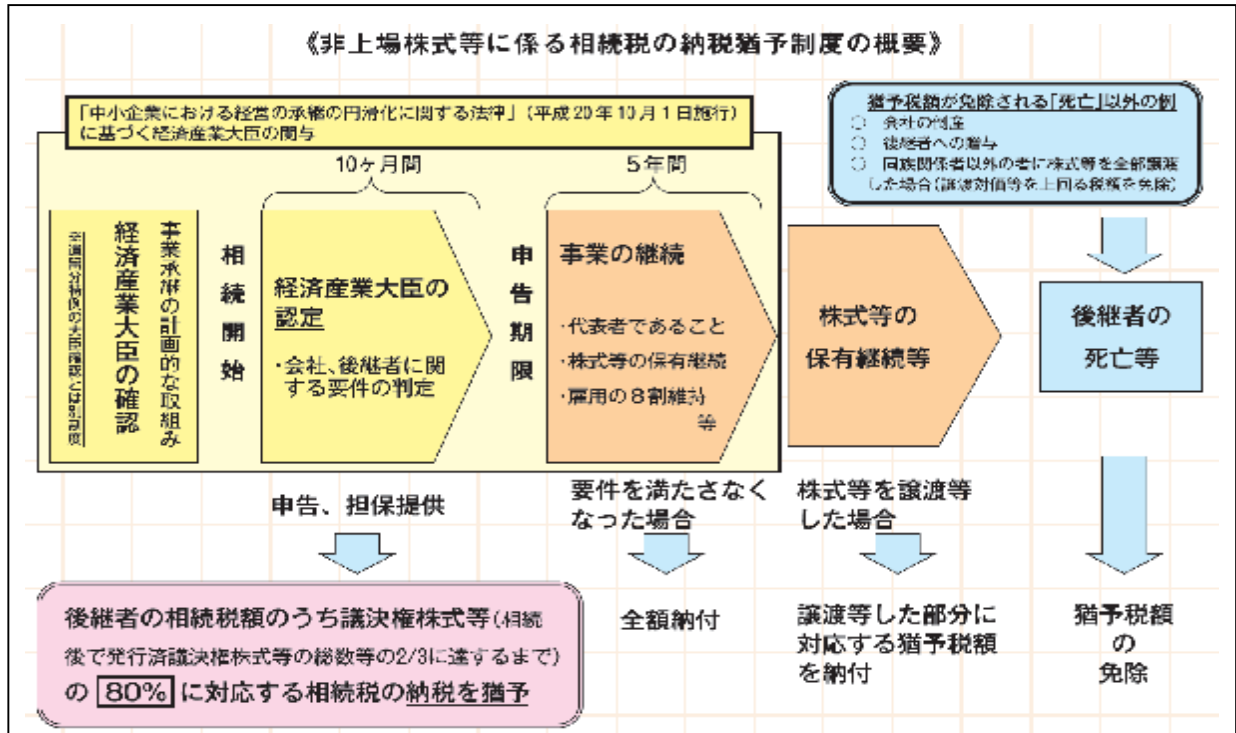 《非上場株式等に係る相続税の納税猶予制度の概要》
「中小企業における経営の承継の円滑化に関する法律」(平成20年10月1日施行)
に基づく経済産業大臣の関与
10ヶ月間
5年間
猶予税額が免除される「死亡」以外の例
○ 会社の倒産
○ 後継者への贈与
○ 同族関係者以外の者に株式等を全部譲渡
した場合(譲渡対価等を上回る税額を免除)
事業承継の計画的な取組み
経済産業大臣の確認
※遺留分特例の大臣確認とは別制度
相続開始
経済産業大臣の
認定
・会社、後継者に関
する要件の判定
申告期限
事業の継続
・代表者であること
・株式等の保有継続
・雇用の8割維持
等
株式等の
保有継続等
後継者の
死亡等
申告、担保提供
要件を満たさなく
なった場合
株式等を譲渡等
した場合
後継者の相続税額のうち議決権株式等(相続
後で発行済議決権株式等の総数等の2/3に達するまで)
の 80% に対応する相続税の納税を猶予
全額納付
譲渡等した部分に
対応する猶予税額
を納付
猶予税額
の
免除